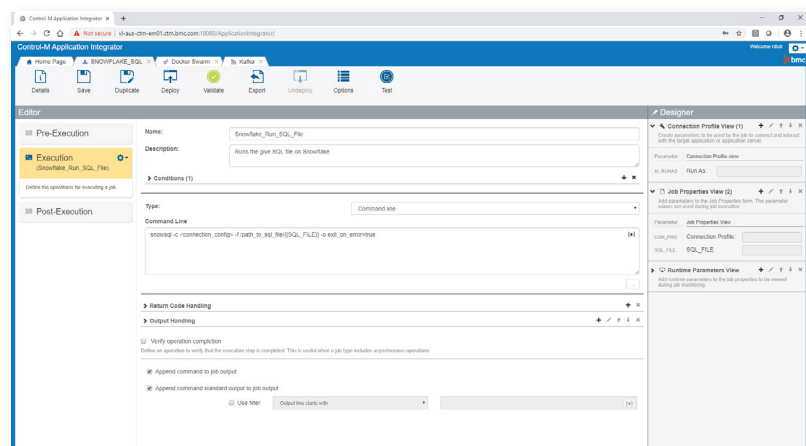 Control-M Application Integrator
Not secure | vl-aus-ctm-em01.ctm.bmc.com:18080/ApplicationIntegrator/
Control-M Application Integrator
Welcome rdick
Home Page
SNOWFLAKE_SQL
Docker Swarm
Kafka
bmc
Details
Save
Duplicate
Deploy
Validate
Export
Undeploy
Options
Test
Editor
Designer
Pre-Execution
Execution
(Snowflake_Run_SQL_File)
Define the operations for executing a job.
Post-Execution
Name:
Snowflake_Run_SQL_File
Description:
Runs the give SQL file on Snowflake
Conditions (1)
Type:
Command line
Command Line
snowsql -c <connection_config> -f /path_to_sql_file/{{SQL_FILE}} -o exit_on_error=true
{+}
...
Return Code Handling
Output Handling
Verify operation completion
Define an operation to verify that the execution step is completed. This is useful when a job type includes asynchronous operations.
Append command to job output
Append command standard output to job output
Use filter
Output line starts with
{+}
Connection Profile View (1)
Create parameters to be used by the job to connect and interact
with the target application or application server.
Parameter
Connection Profile view
AI_RUNAS
Run As:
Job Properties View (2)
Add parameters to the Job Properties form. The parameter
values are used during job execution.
Parameter
Job Properties View
CON_PRO
Connection Profile:
SQL_FILE
SQL_FILE
Runtime Parameters View
Add runtime parameters to the job properties to be viewed
during job monitoring.